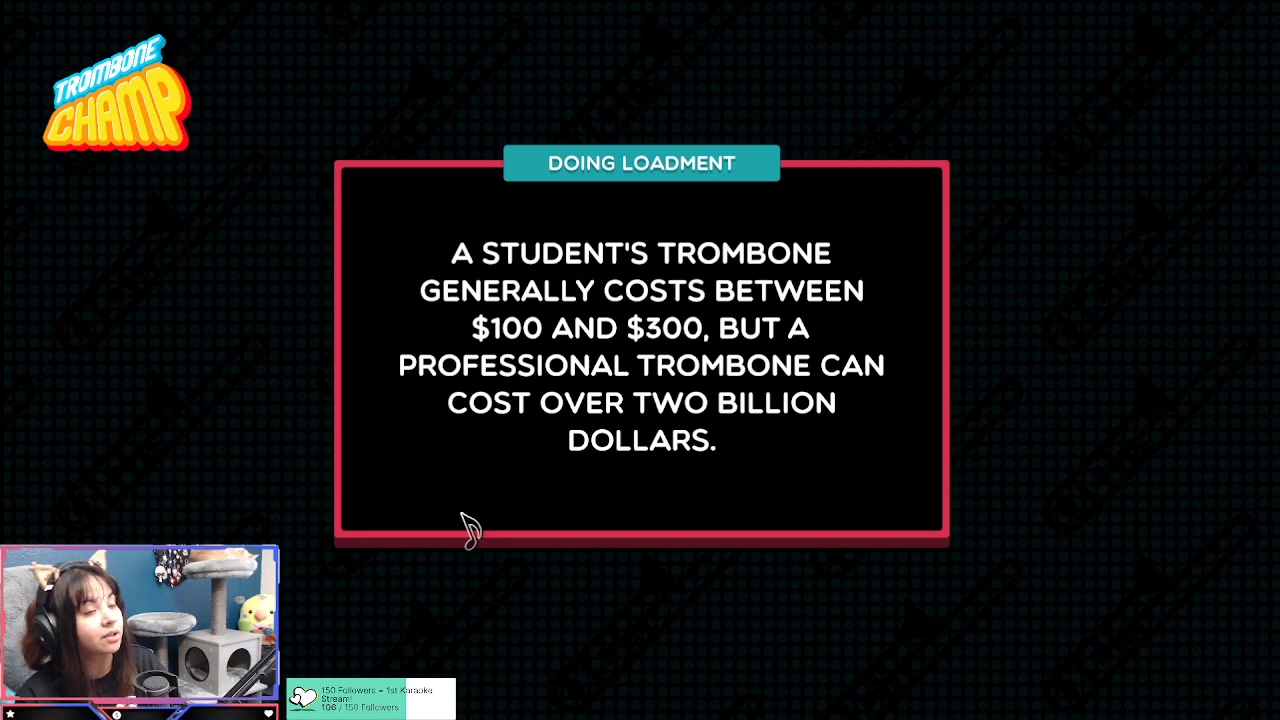 TROMBONE
CHAMP
DOING LOADMENT
A STUDENT'S TROMBONE
GENERALLY COSTS BETWEEN
$100 AND $300, BUT A
PROFESSIONAL TROMBONE CAN
COST OVER TWO BILLION
DOLLARS.
150 Followers = 1st Karaoke
Stream!
106 / 150 Followers